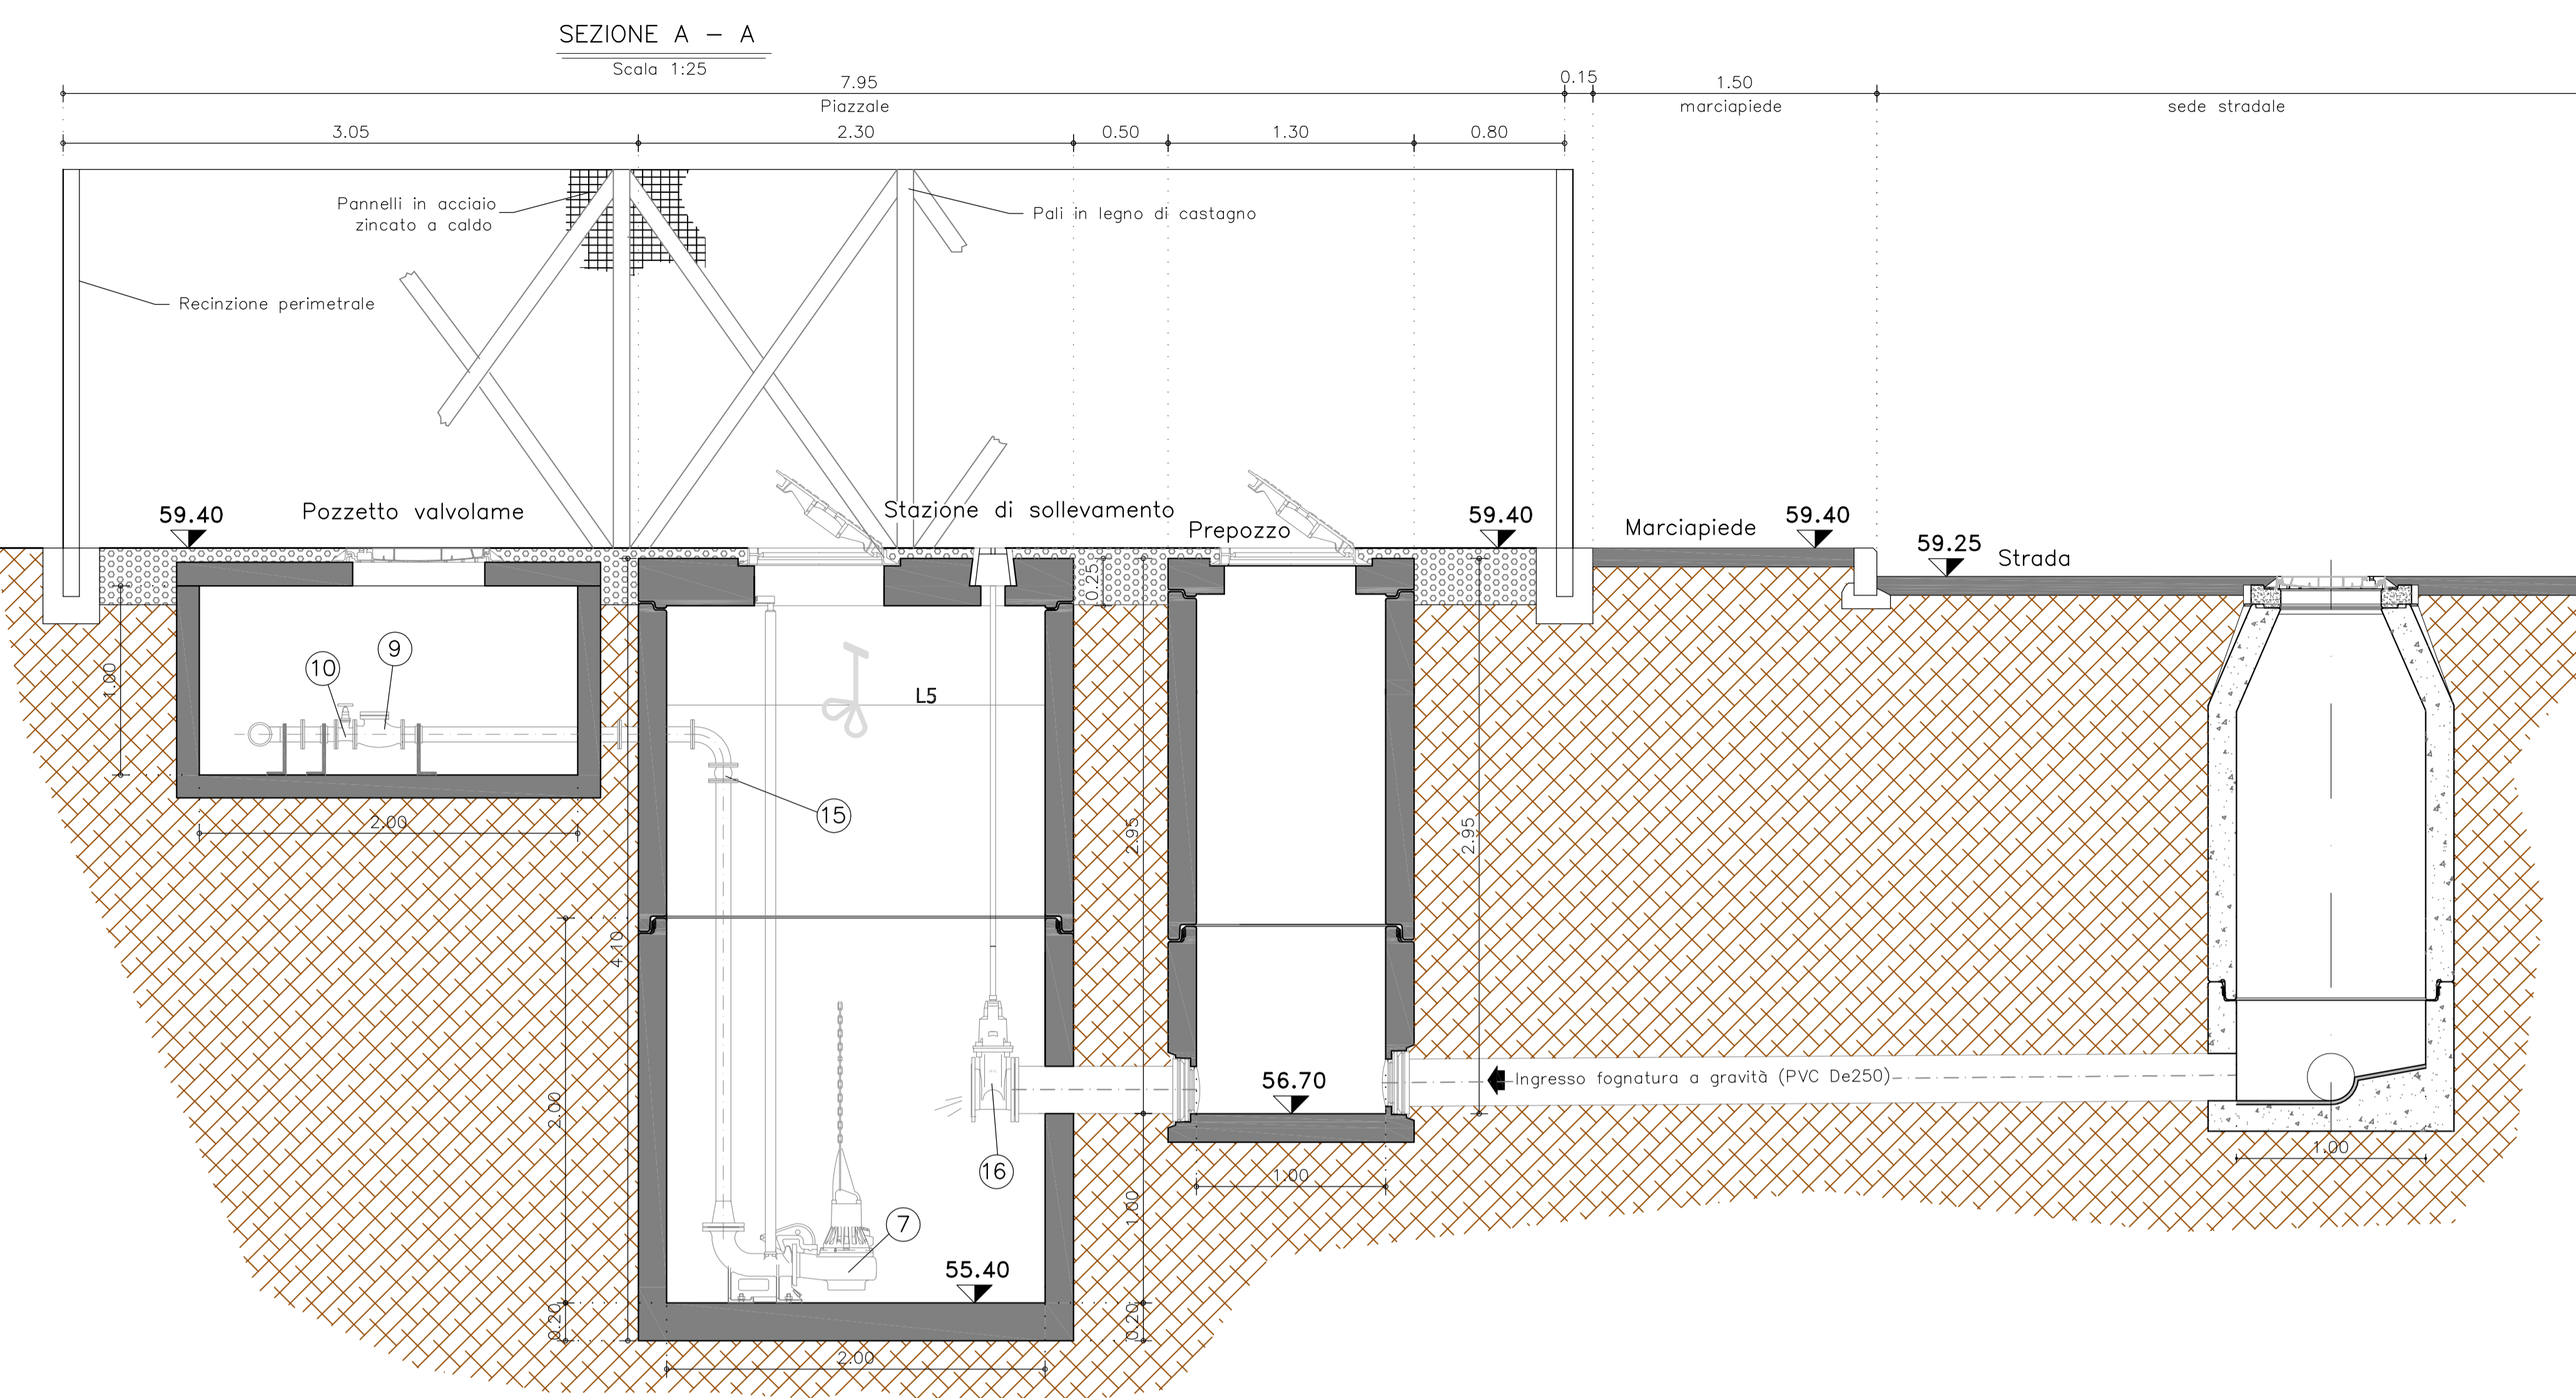 SEZIONE A – A
Scala 1:25
7.95
0.15
1.50
Piazzale
marciapiede
sede stradale
3.05
2.30
0.50
1.30
0.80
Pannelli in acciaio
zincato a caldo
Pali in legno di castagno
Recinzione perimetrale
59.40
Pozzetto valvolame
Stazione di sollevamento
Prepozzo
59.40
Marciapiede
59.40
59.25
Strada
0.25
1.00
10
9
L5
15
2.00
2.95
2.95
4.10
2.00
56.70
Ingresso fognatura a gravità (PVC De250)
16
1.00
1.00
1.00
7
55.40
0.20
0.20
2.00